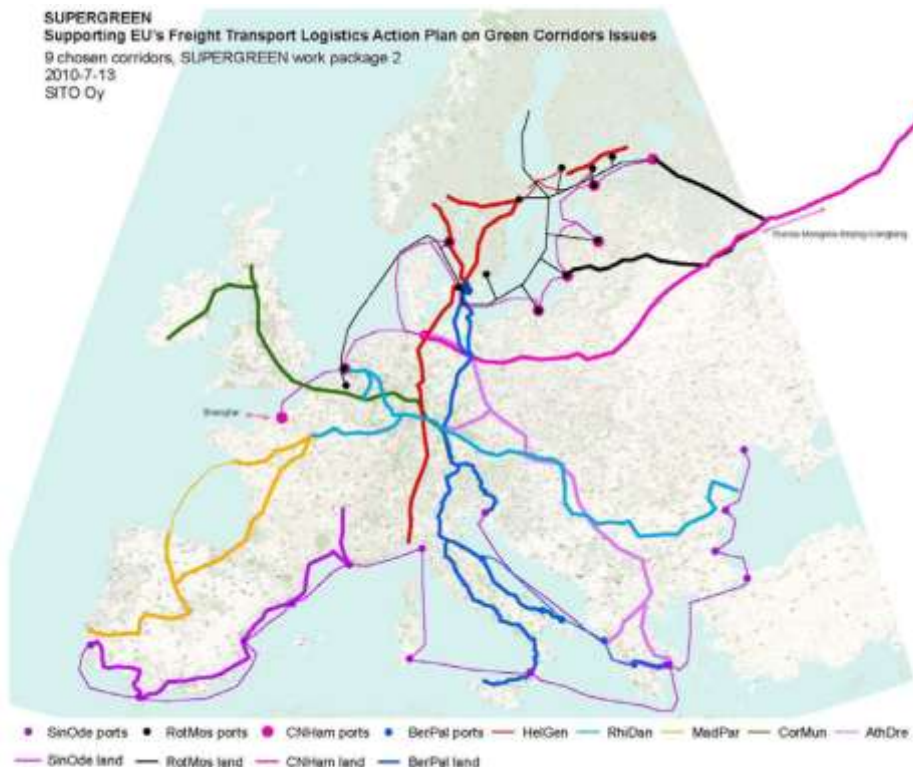 SUPERGREEN
Supporting EU's Freight Transport Logistics Action Plan on Green Corridors Issues
9 chosen corridors, SUPERGREEN work package 2
2010-7-13
SITO Oy
Shanghai
SinOde ports RotMos ports CNHam ports BerPal ports HelGen RhiDan MadPar CorMun AthDre
SinOde land RotMos land CNHam land BerPal land